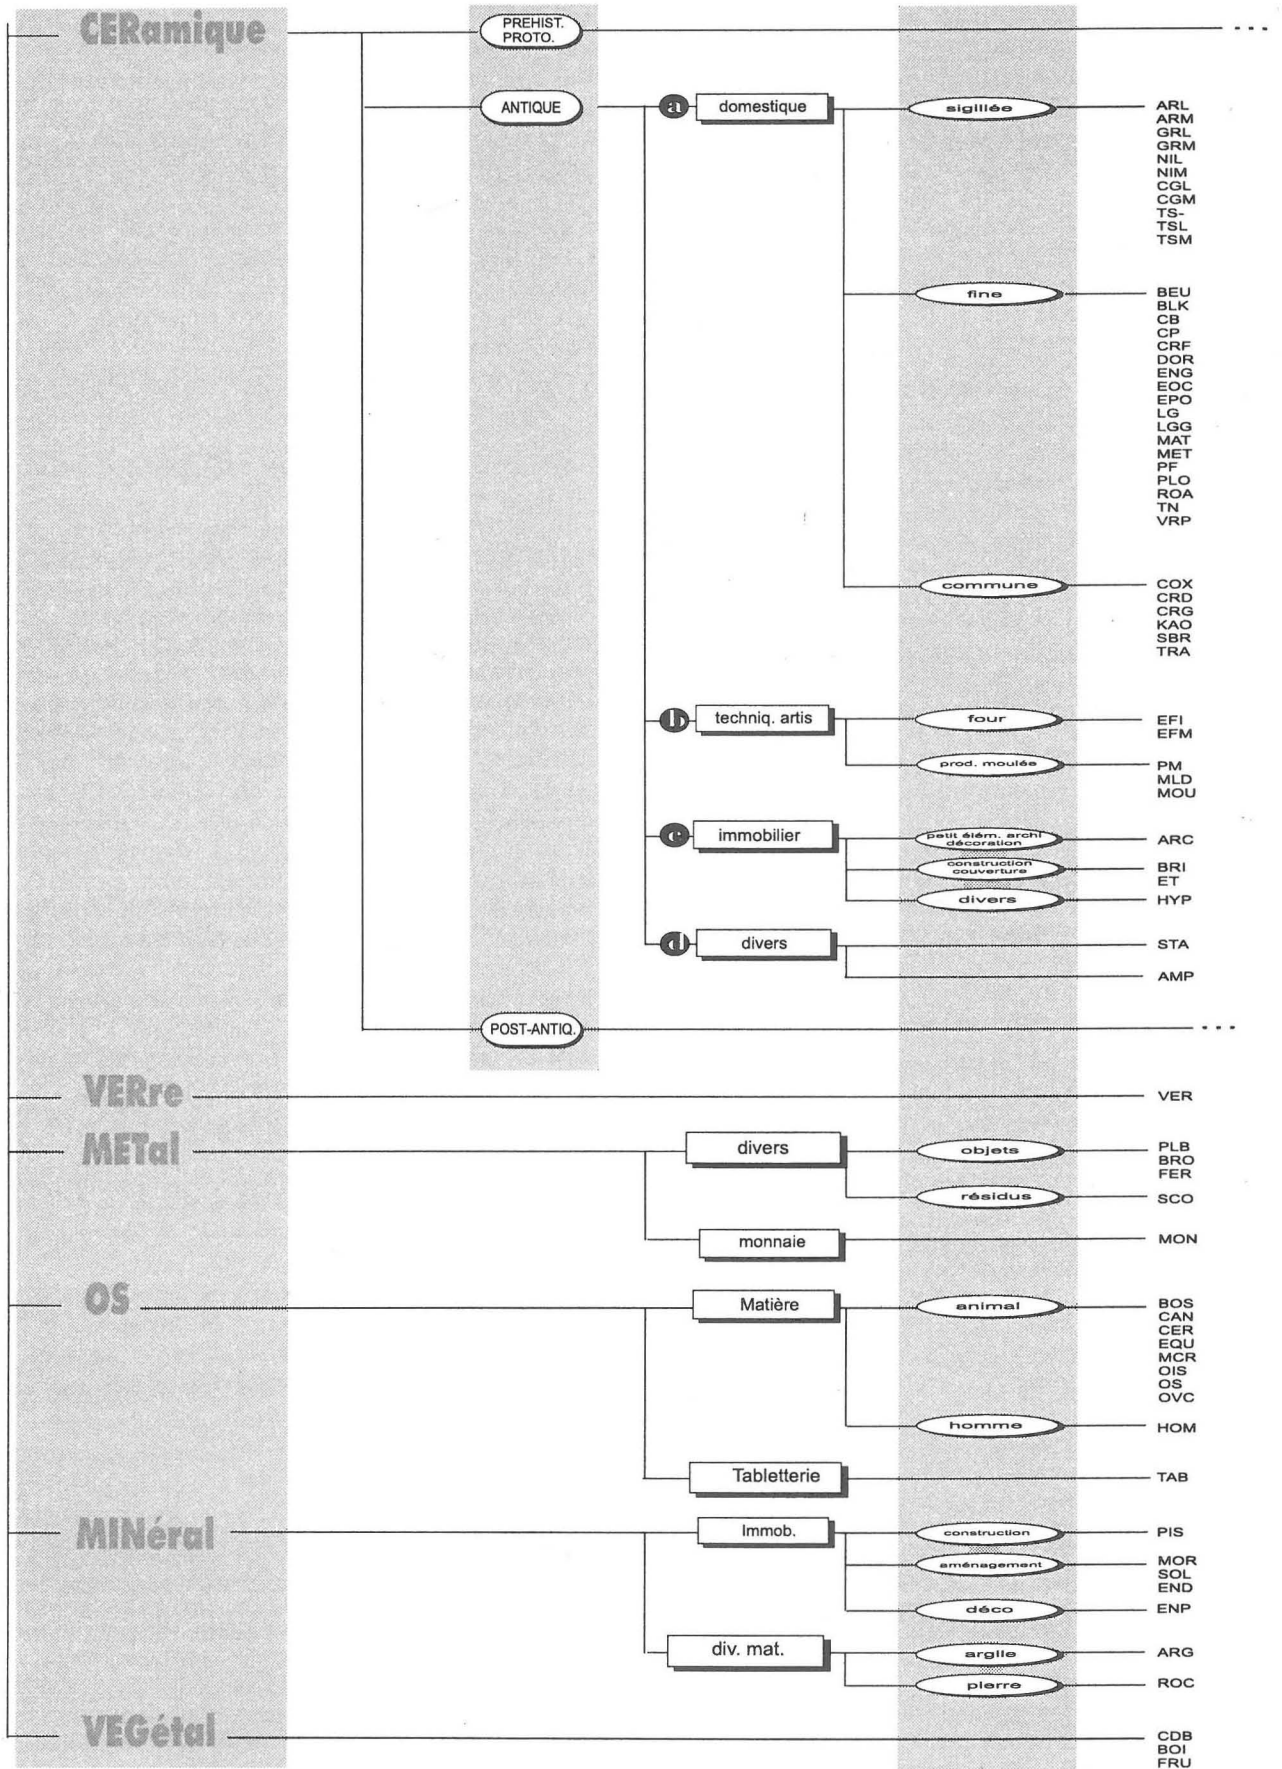 CERamique
PREHIST.
PROTO.
...
ANTIQUE
a
domestique
sigillée
ARL
ARM
GRL
GRM
NIL
NIM
CGL
CGM
TS-
TSL
TSM
fine
BEU
BLK
CB
CP
CRF
DOR
ENG
EOC
EPO
LG
LGG
MAT
MET
PF
PLO
ROA
TN
VRP
commune
COX
CRD
CRG
KAO
SBR
TRA
b
techniq. artis
four
EFI
EFM
prod. moulée
PM
MLD
MOU
c
immobilier
petit élém. archi
décoration
ARC
construction
couverture
BRI
ET
divers
HYP
d
divers
STA
AMP
POST-ANTIQ.
...
VERre
VER
METal
divers
objets
PLB
BRO
FER
résidus
SCO
monnaie
MON
OS
Matière
animal
BOS
CAN
CER
EQU
MCR
OIS
OS
OVC
homme
HOM
Tabletterie
TAB
MINéral
Immob.
construction
PIS
aménagement
MOR
SOL
END
déco
ENP
div. mat.
argile
ARG
pierre
ROC
VEGétal
CDB
BOI
FRU